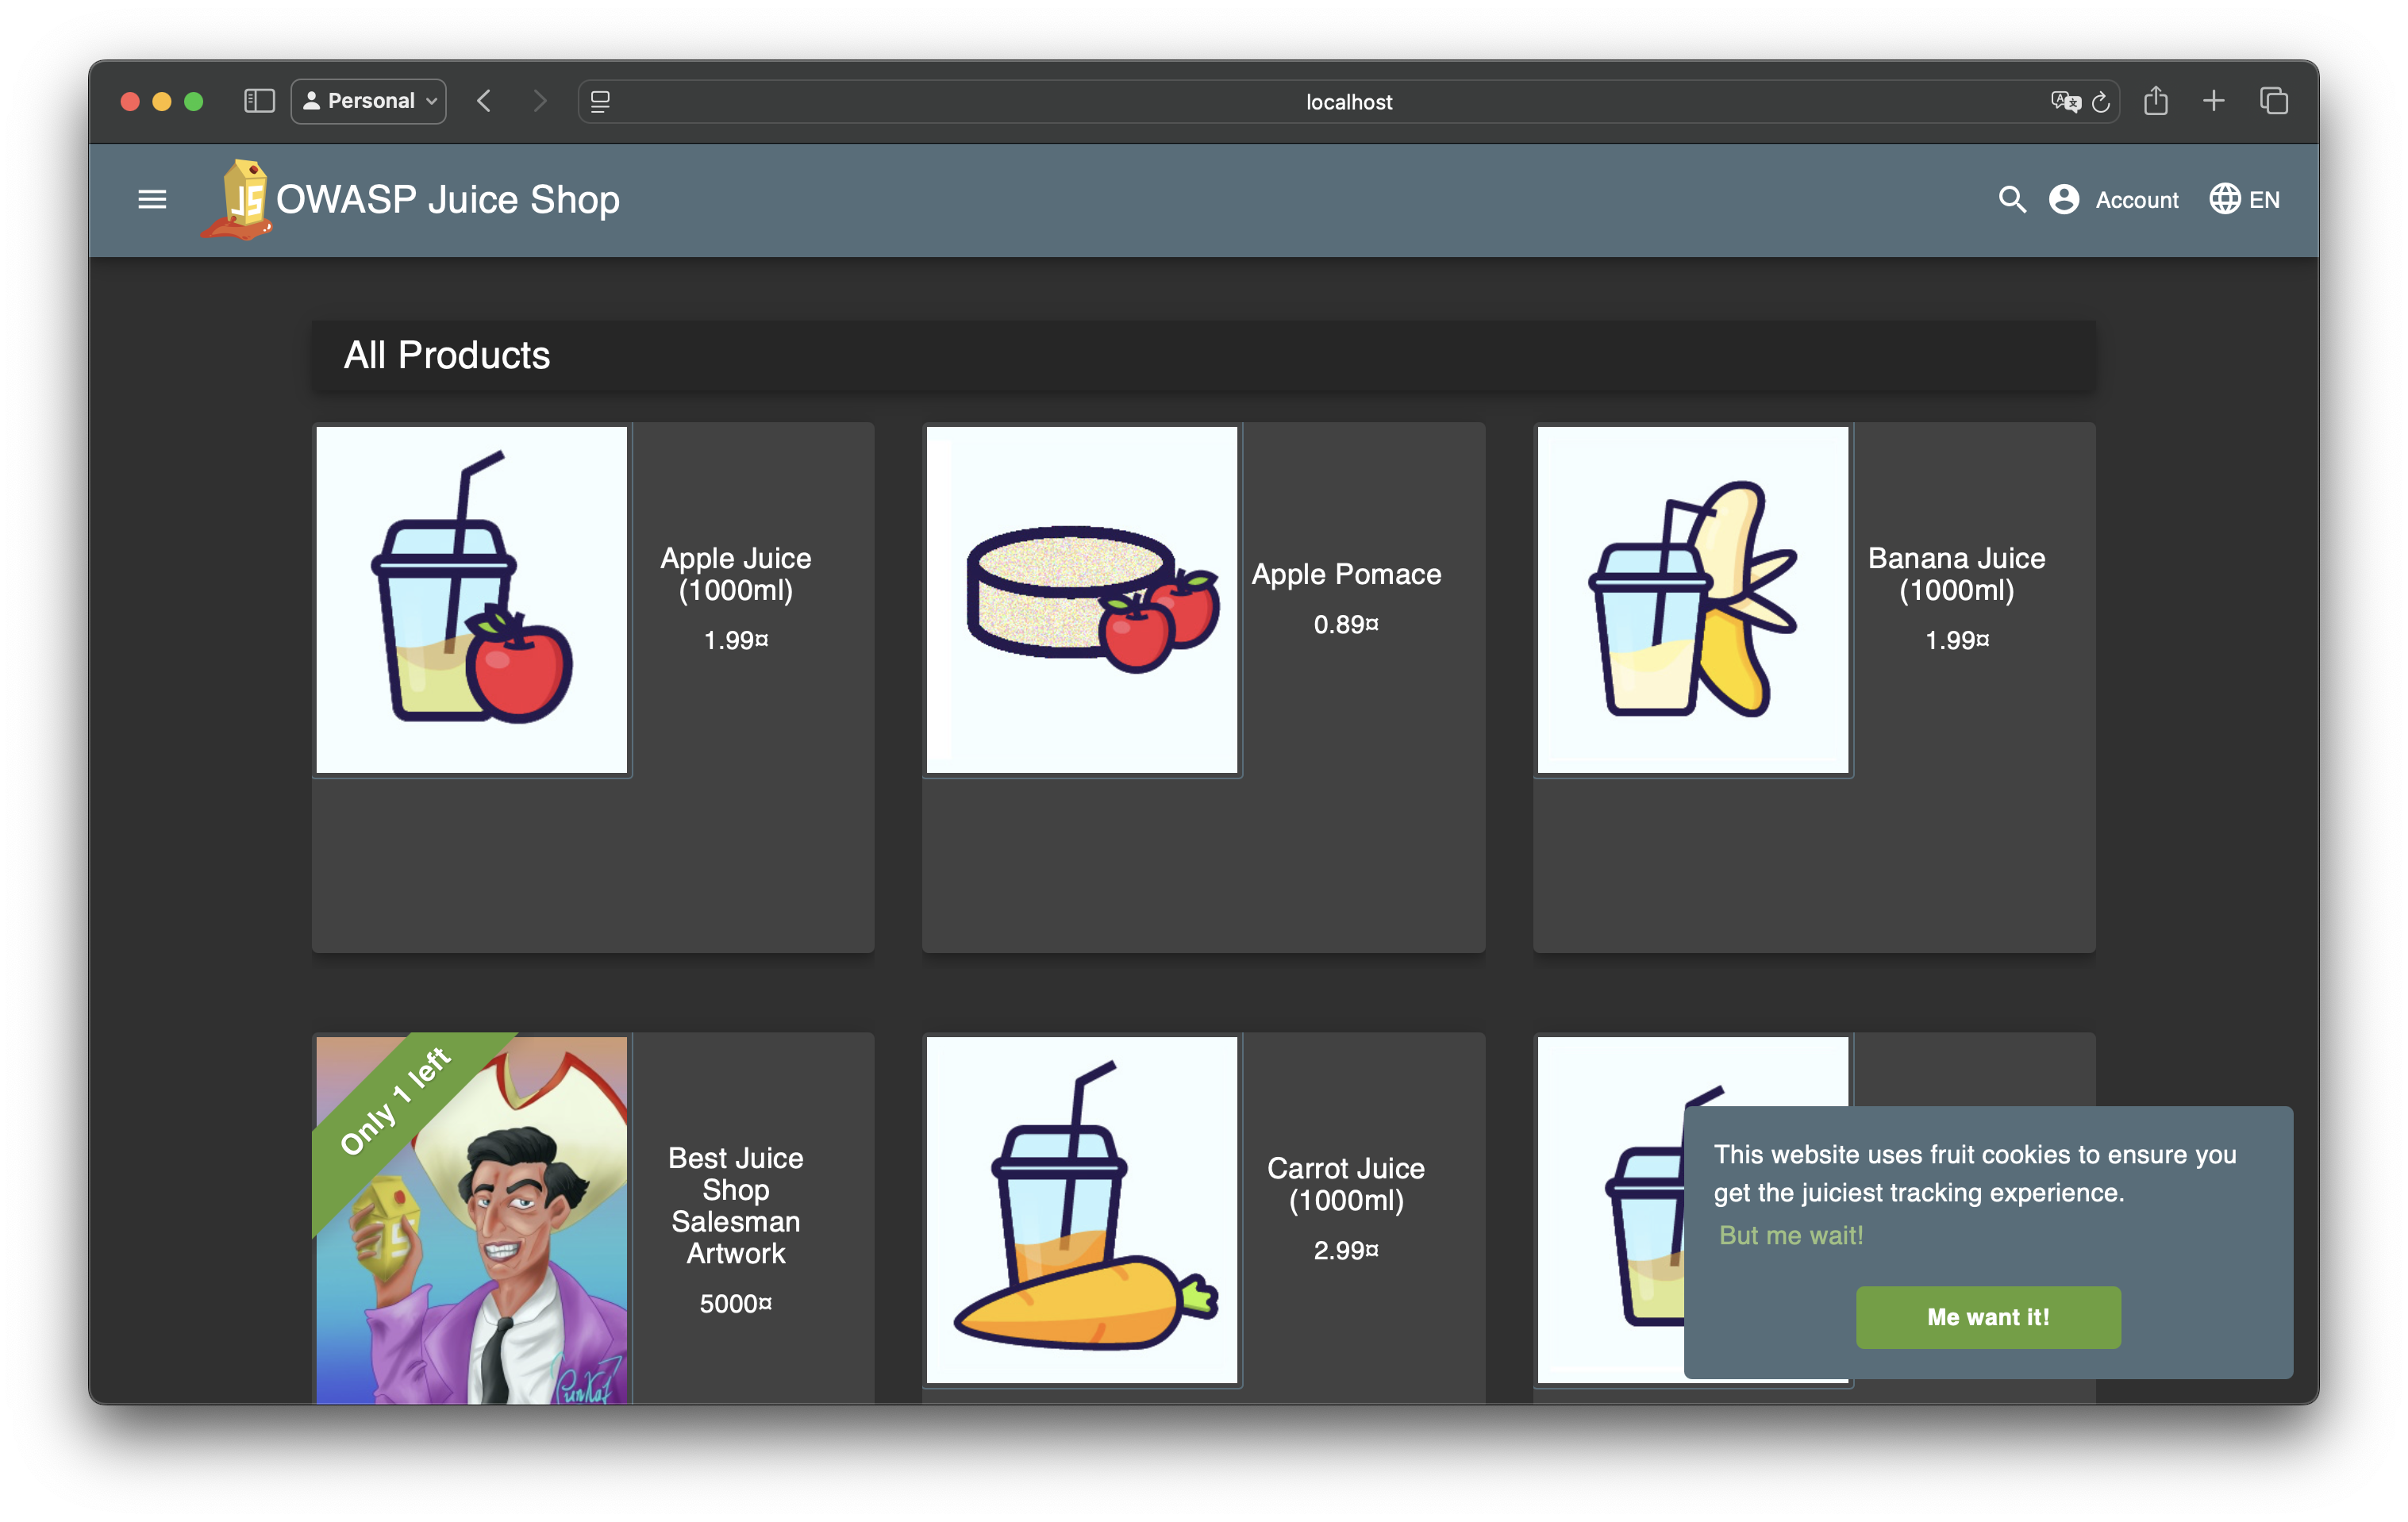 Personal
localhost
JS
OWASP Juice Shop
Account
EN
All Products
Apple Juice
(1000ml)
1.99¤
Apple Pomace
0.89¤
Banana Juice
(1000ml)
1.99¤
Only 1 left
Best Juice
Shop
Salesman
Artwork
5000¤
Carrot Juice
(1000ml)
2.99¤
This website uses fruit cookies to ensure you
get the juiciest tracking experience.
But me wait!
Me want it!